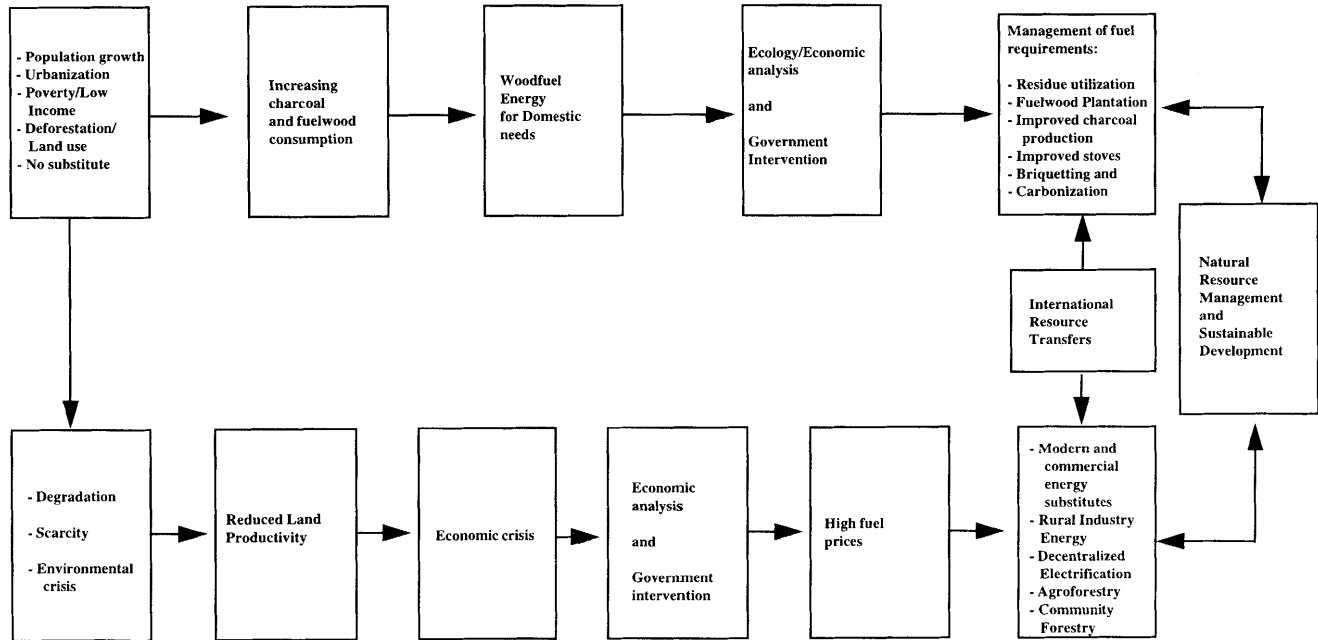 - Population growth
- Urbanization
- Poverty/Low
Income
- Deforestation/
Land use
- No substitute
Increasing
charcoal
and fuelwood
consumption
Woodfuel
Energy
for Domestic
needs
Ecology/Economic
analysis
and
Government
Intervention
Management of fuel
requirements:
- Residue utilization
- Fuelwood Plantation
- Improved charcoal
production
- Improved stoves
- Briquetting and
- Carbonization
International
Resource
Transfers
Natural
Resource
Management
and
Sustainable
Development
- Degradation
- Scarcity
- Environmental
crisis
Reduced Land
Productivity
Economic crisis
Economic
analysis
and
Government
intervention
High fuel
prices
- Modern and
commercial
energy
substitutes
- Rural Industry
Energy
- Decentralized
Electrification
- Agroforestry
- Community
Forestry